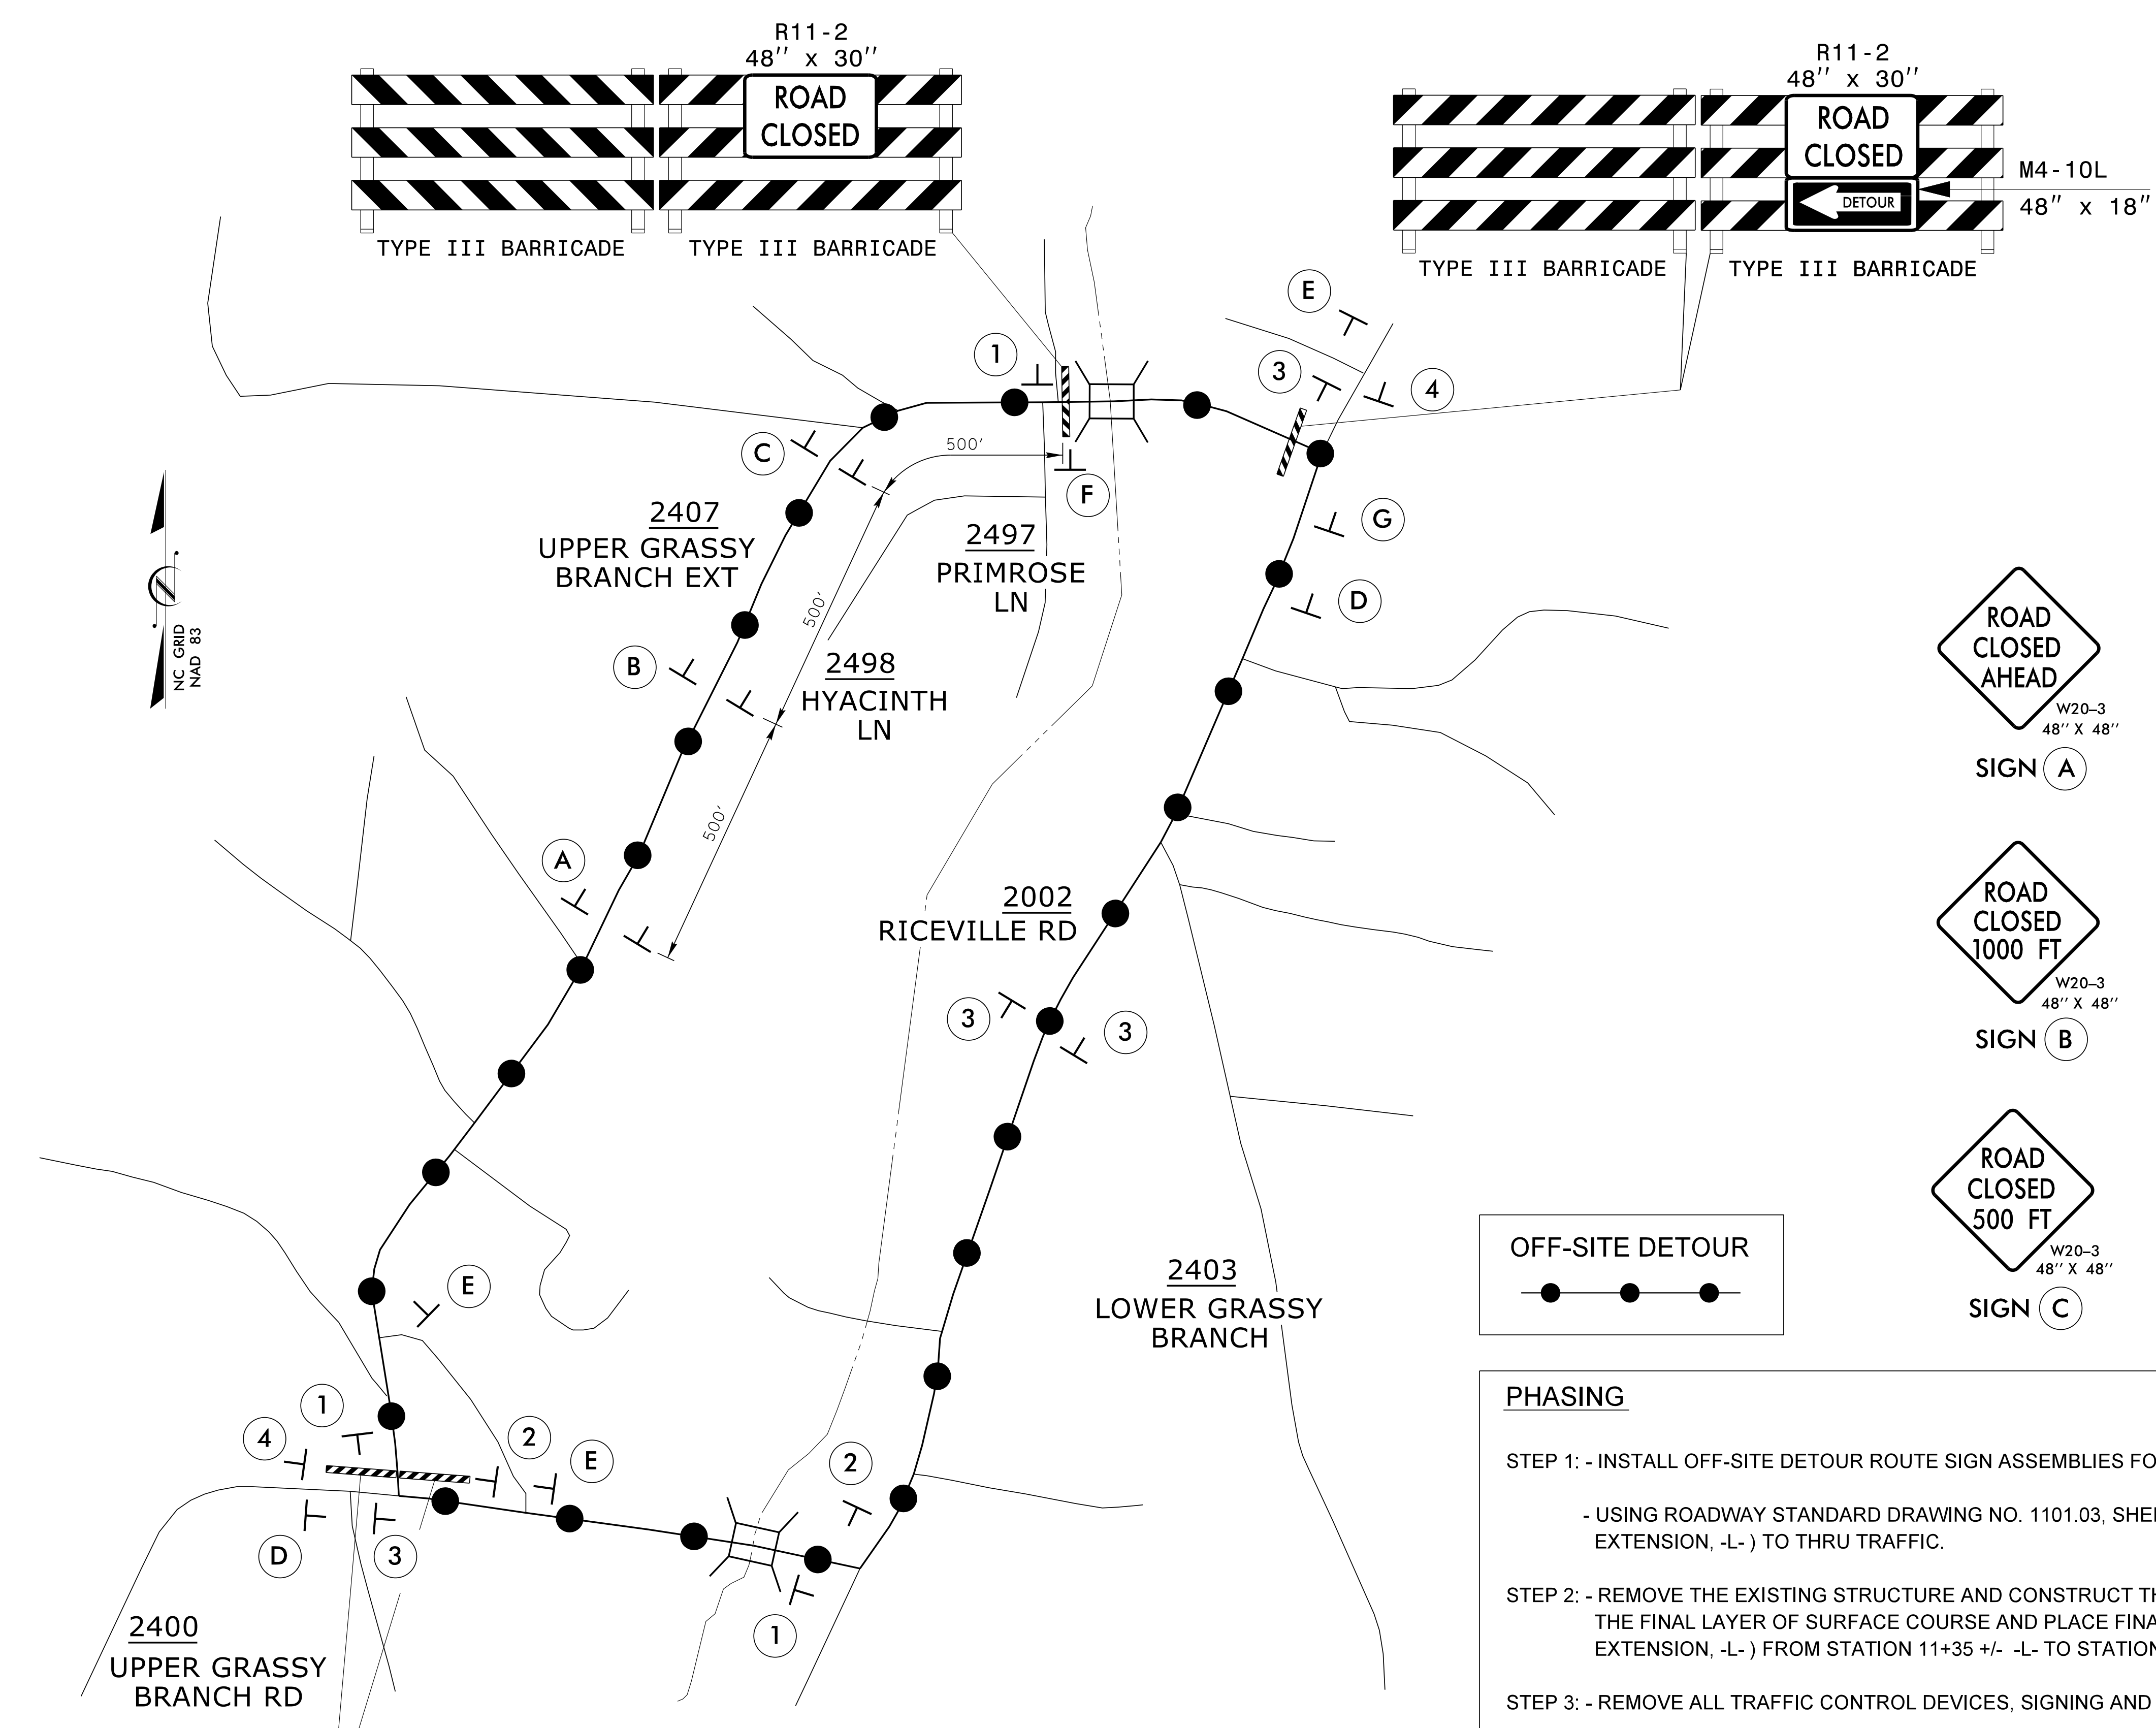 R11-2
48'' x 30''
ROAD
CLOSED
TYPE III BARRICADE
TYPE III BARRICADE
R11-2
48'' x 30''
ROAD
CLOSED
DETOUR
M4-10L
48" x 18"
TYPE III BARRICADE
TYPE III BARRICADE
E
1
3
4
C
500'
F
G
2407
UPPER GRASSY
BRANCH EXT
2497
PRIMROSE
LN
D
NC GRID
NAD 83
500'
B
2498
HYACINTH
LN
500'
A
2002
RICEVILLE RD
3
3
ROAD
CLOSED
AHEAD
W20-3
48'' X 48''
SIGN A
ROAD
CLOSED
1000 FT
W20-3
48'' X 48''
SIGN B
ROAD
CLOSED
500 FT
W20-3
48'' X 48''
SIGN C
E
2403
LOWER GRASSY
BRANCH
OFF-SITE DETOUR
1
4
2
E
2
D
3
1
2400
UPPER GRASSY
BRANCH RD
PHASING
STEP 1: - INSTALL OFF-SITE DETOUR ROUTE SIGN ASSEMBLIES FO
- USING ROADWAY STANDARD DRAWING NO. 1101.03, SHE
EXTENSION, -L- ) TO THRU TRAFFIC.
STEP 2: - REMOVE THE EXISTING STRUCTURE AND CONSTRUCT TH
THE FINAL LAYER OF SURFACE COURSE AND PLACE FINA
EXTENSION, -L- ) FROM STATION 11+35 +/- -L- TO STATION
STEP 3: - REMOVE ALL TRAFFIC CONTROL DEVICES, SIGNING AND